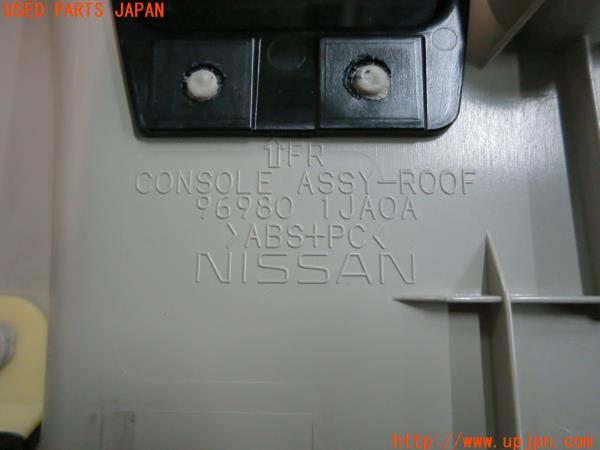 USED PARTS JAPAN
⇧FR
CONSOLE ASSY-ROOF
96980 1JA0A
>ABS+PC<
NISSAN
http://www.upjpn.com